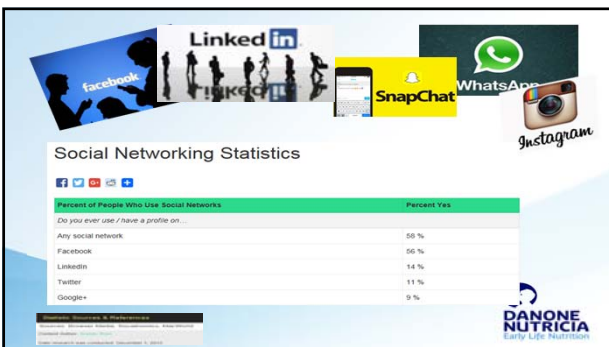 facebook
Linked in
SnapChat
WhatsApp
Instagram
Social Networking Statistics
Percent of People Who Use Social Networks Percent Yes
Do you ever use / have a profile on...
Any social network 58 %
Facebook 56 %
LinkedIn 14 %
Twitter 11 %
Google+ 9 %
Statistic Sources & References
DANONE
NUTRICIA
Early Life Nutrition